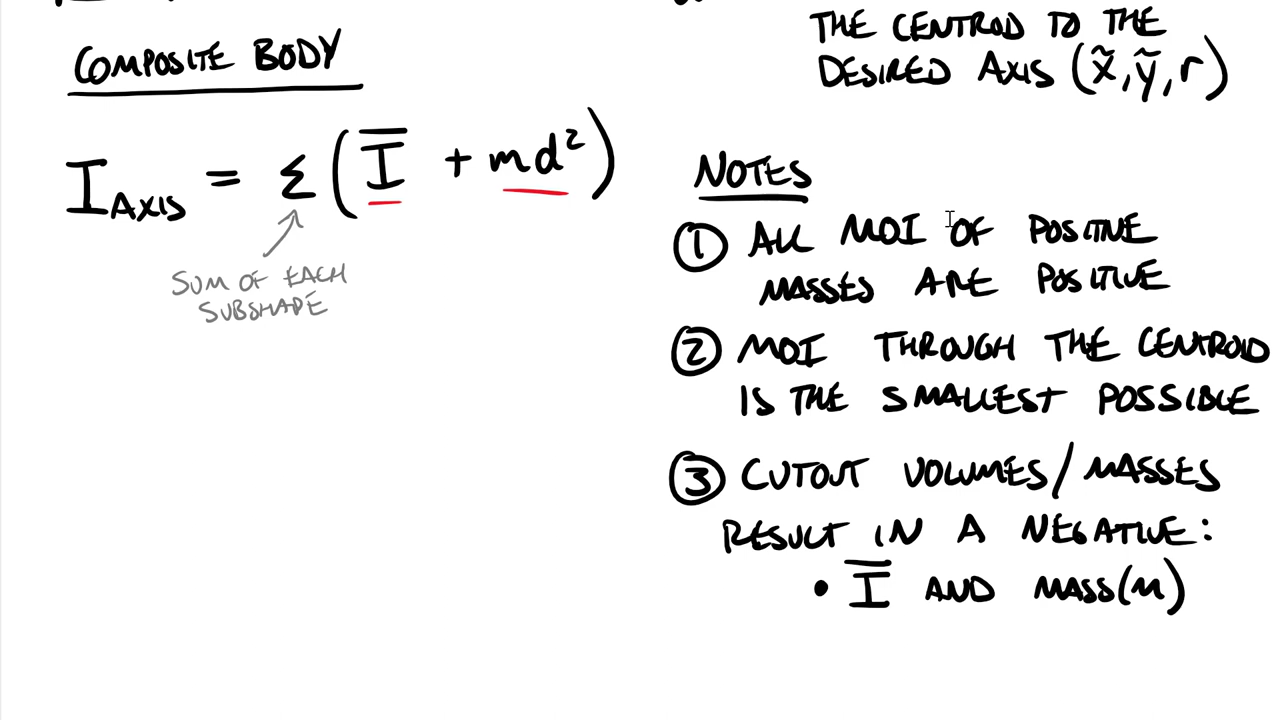 COMPOSITE BODY
I AXIS = Σ ( I̅ + md² )
SUM OF EACH
SUBSHAPE
THE CENTROD TO THE
DESIRED AXIS (x̃, ỹ, r)
NOTES
① ALL MOI OF POSITIVE
MASSES ARE POSITIVE
② MOI THROUGH THE CENTROID
IS THE SMALLEST POSSIBLE
③ CUTOUT VOLUMES/MASSES
RESULT IN A NEGATIVE:
• I̅ AND MASS(m)